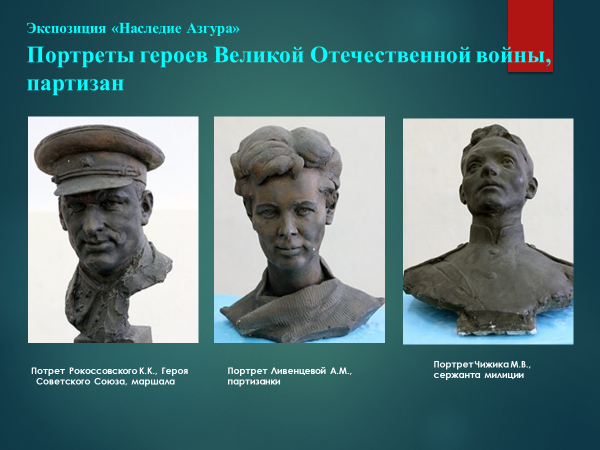 Экспозиция «Наследие Азгура»
Портреты героев Великой Отечественной войны,
партизан
Потрет Рокоссовского К.К., Героя
Советского Союза, маршала
Портрет Ливенцевой А.М.,
партизанки
Портрет Чижика М.В.,
сержанта милиции